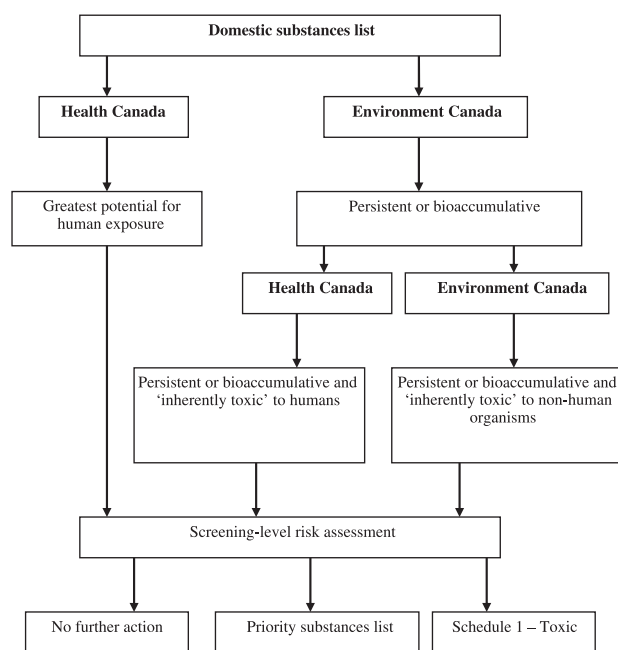 Domestic substances list
Health Canada
Environment Canada
Greatest potential for
human exposure
Persistent or bioaccumulative
Health Canada
Environment Canada
Persistent or bioaccumulative and
‘inherently toxic’ to humans
Persistent or bioaccumulative and
‘inherently toxic’ to non-human
organisms
Screening-level risk assessment
No further action
Priority substances list
Schedule 1 – Toxic